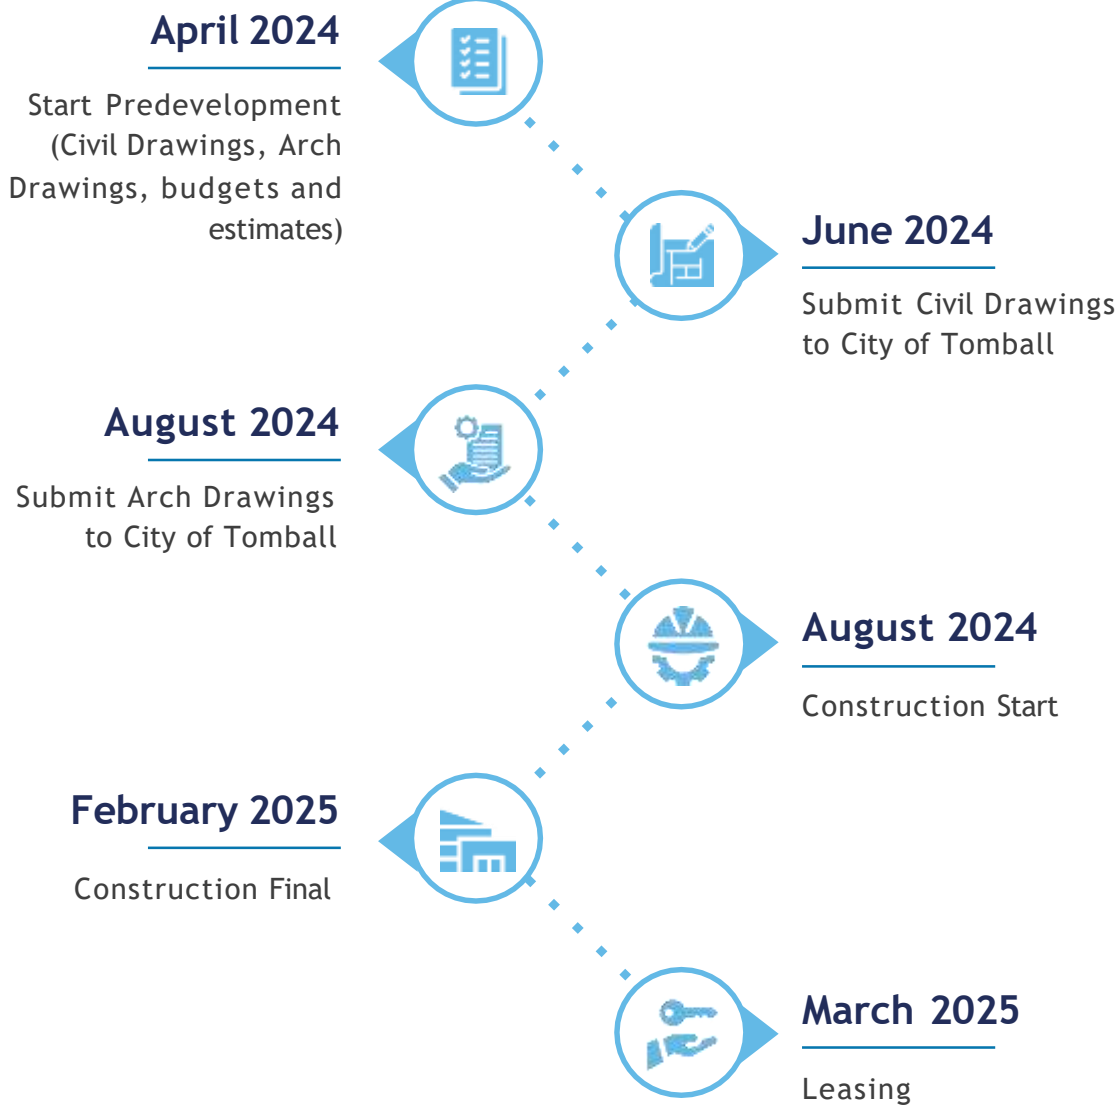 April 2024
Start Predevelopment
(Civil Drawings, Arch
Drawings, budgets and
estimates)
June 2024
Submit Civil Drawings
to City of Tomball
August 2024
Submit Arch Drawings
to City of Tomball
August 2024
Construction Start
February 2025
Construction Final
March 2025
Leasing